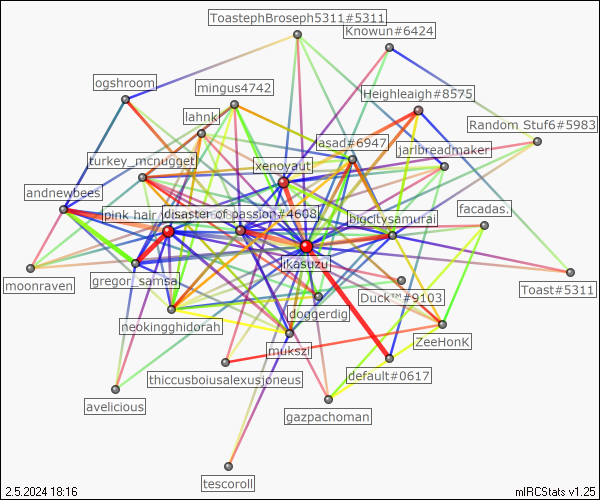 ToastephBroseph5311#5311
Knowun#6424
ogshroom
mingus4742
Heighleaigh#8575
lahnk
Random Stuf6#5983
asad#6947
jarlbreadmaker
turkey_mcnugget
xenoyaut
andnewbees
pink hair
disaster of passion#4608
bigcitysamurai
facadas.
ikasuzu
moonraven
gregor_samsai
Toast#5311
Duck™#9103
doggerdig
neokingghidorah
ZeeHonK
mukszi
thiccusboiusalexusjoneus
default#0617
avelicious
gazpachoman
tescoroll
2.5.2024 18:16
mIRCStats v1.25